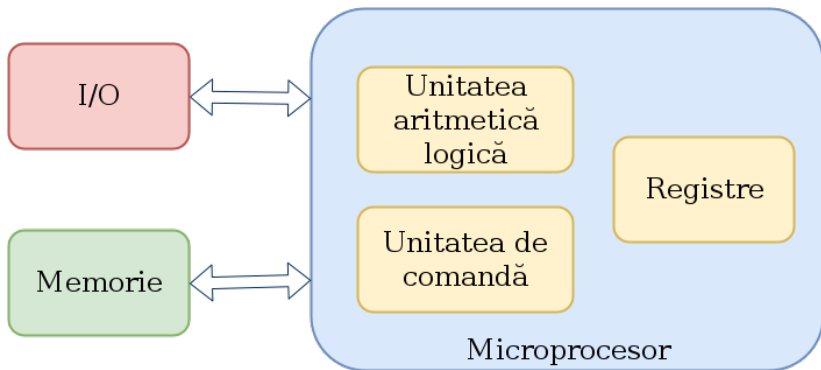 I/O
Unitatea
aritmetică
logică
Registre
Memorie
Unitatea de
comandă
Microprocesor